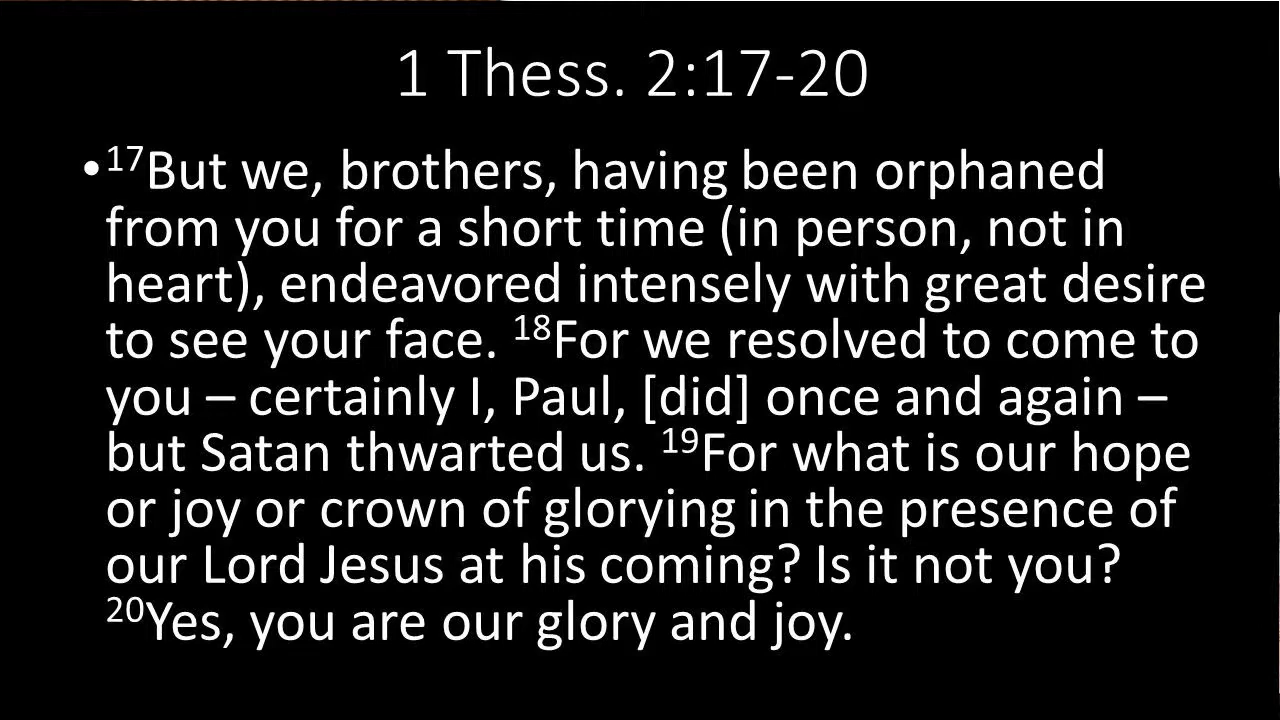 1 Thess. 2:17-20
•17But we, brothers, having been orphaned
from you for a short time (in person, not in
heart), endeavored intensely with great desire
to see your face. 18For we resolved to come to
you – certainly I, Paul, [did] once and again –
but Satan thwarted us. 19For what is our hope
or joy or crown of glorying in the presence of
our Lord Jesus at his coming? Is it not you?
20Yes, you are our glory and joy.